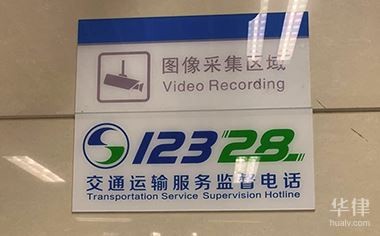 图像采集区域
Video Recording
12328
交通运输服务监督电话
Transportation Service Supervision Hotline
华律
hualv.com